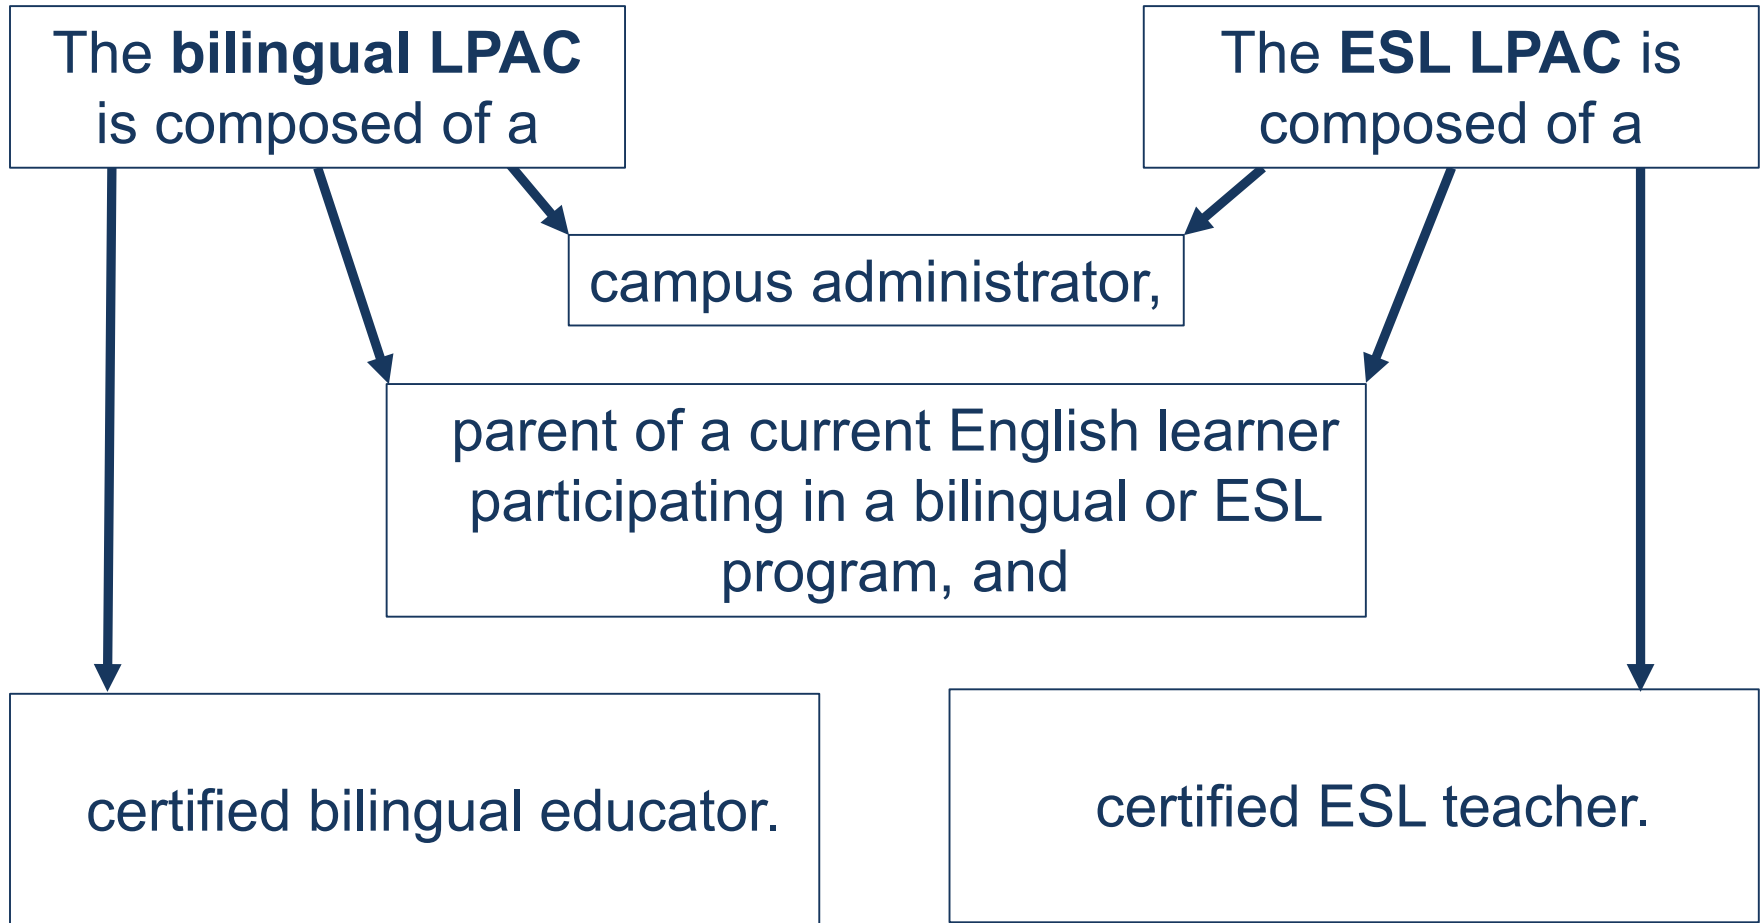 The bilingual LPAC
is composed of a
The ESL LPAC is
composed of a
campus administrator,
parent of a current English learner
participating in a bilingual or ESL
program, and
certified bilingual educator.
certified ESL teacher.